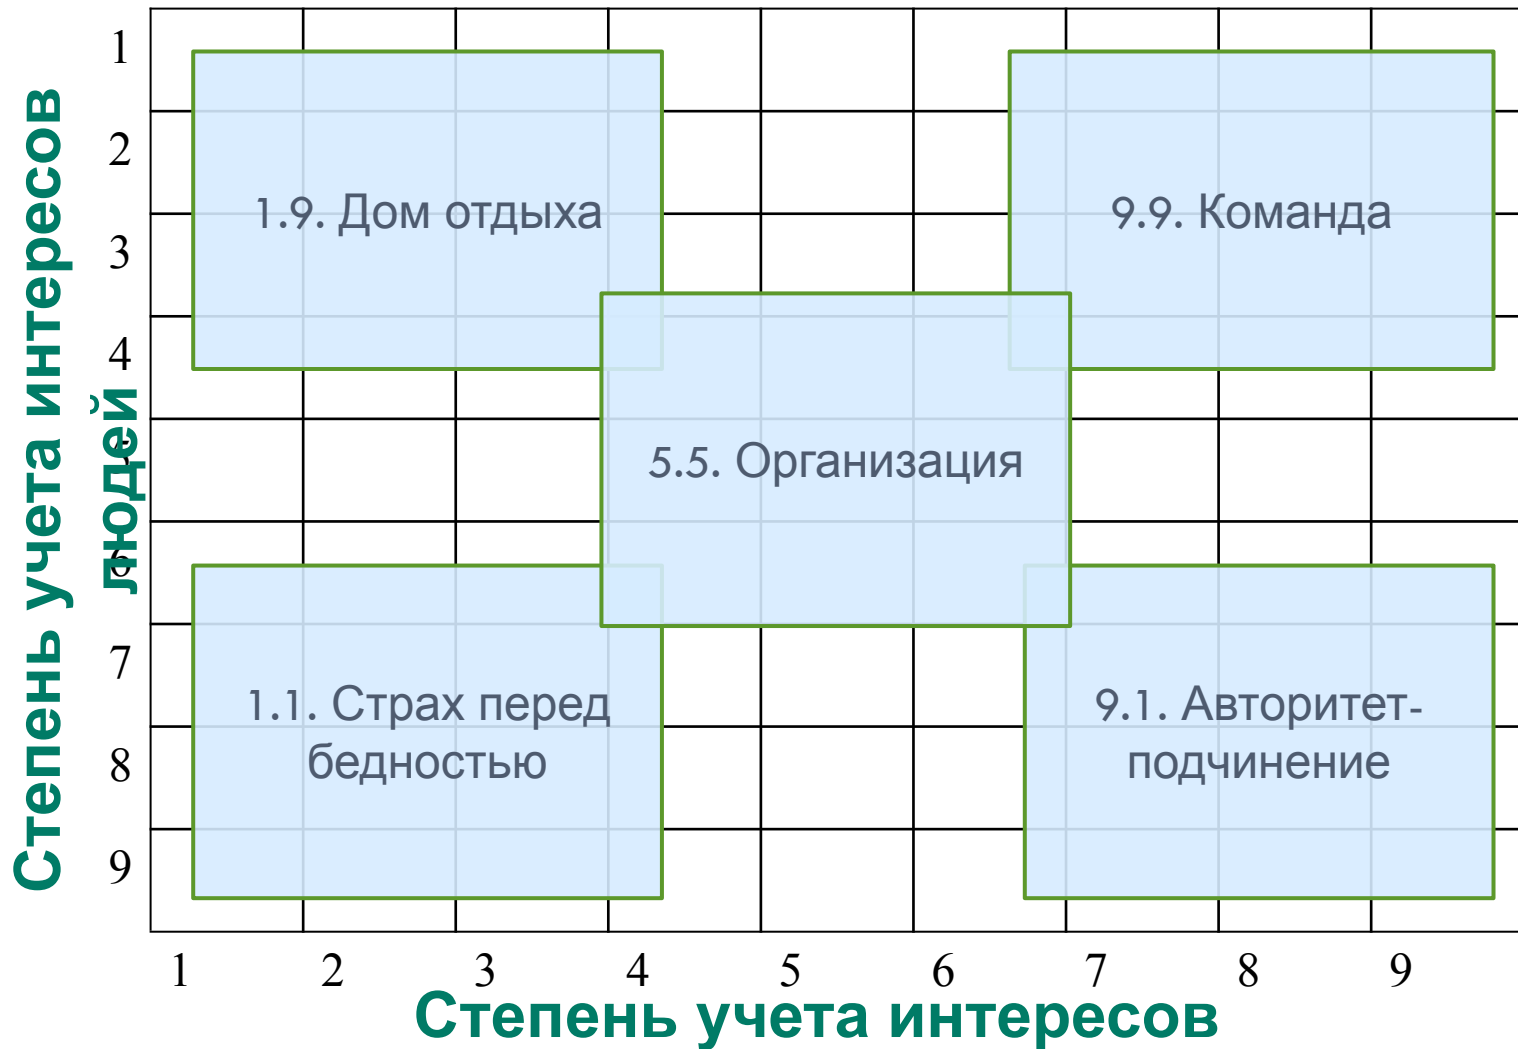 Степень учета интересов
людей
1
2
3
4
5
6
7
8
9
1.9. Дом отдыха
9.9. Команда
5.5. Организация
1.1. Страх перед
бедностью
9.1. Авторитет-
подчинение
1 2 3 4 5 6 7 8 9
Степень учета интересов